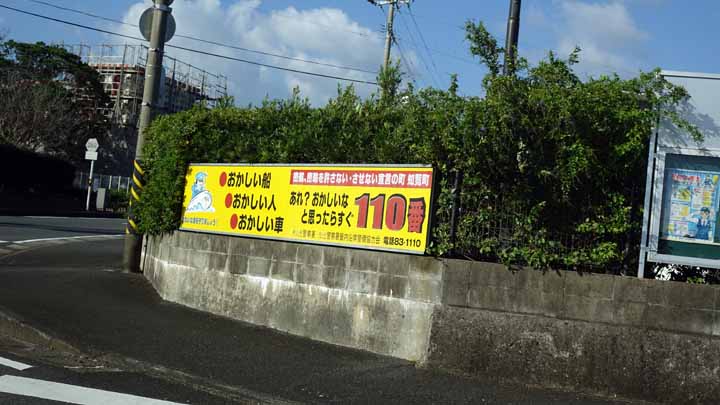 ●おかしい船
●おかしい人
●おかしい車
密輸、密航を許さない・させない宣言の町 知覧町
あれ?おかしいな
と思ったらすぐ
110番
電話83-1110